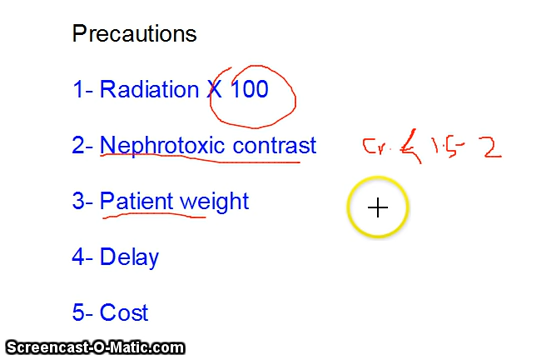 Precautions
1- Radiation X 100
2- Nephrotoxic contrast Cr. < 1.5- 2
3- Patient weight
4- Delay
5- Cost
Screencast-O-Matic.com